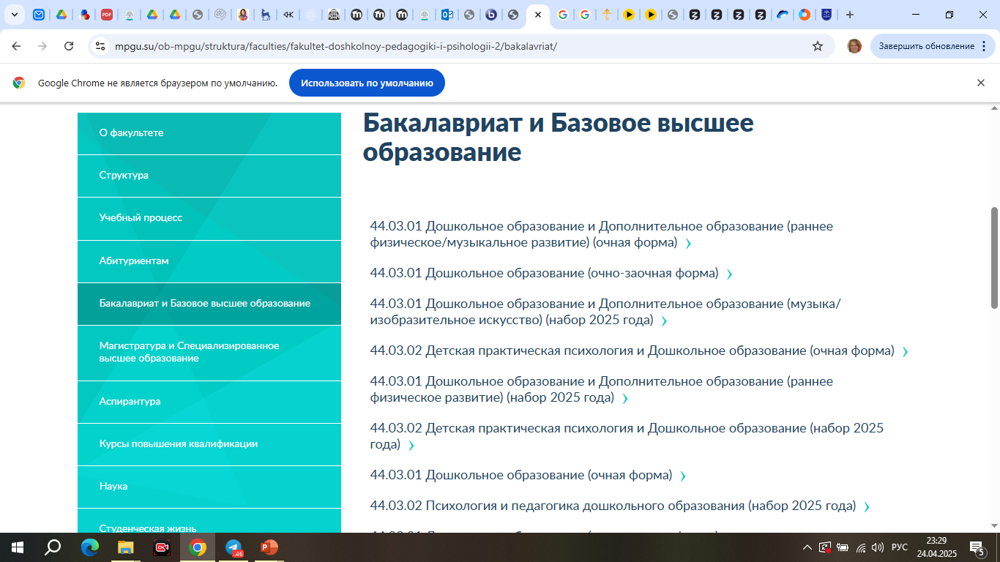 mpgu.su/ob-mpgu/struktura/faculties/fakultet-doshkolnoy-pedagogiki-i-psihologii-2/bakalavriat/
Завершить обновление
Google Chrome не является браузером по умолчанию.
Использовать по умолчанию
О факультете
Структура
Учебный процесс
Абитуриентам
Бакалавриат и Базовое высшее образование
Магистратура и Специализированное
высшее образование
Аспирантура
Курсы повышения квалификации
Наука
Студенческая жизнь
Бакалавриат и Базовое высшее
образование
44.03.01 Дошкольное образование и Дополнительное образование (раннее
физическое/музыкальное развитие) (очная форма)
44.03.01 Дошкольное образование (очно-заочная форма)
44.03.01 Дошкольное образование и Дополнительное образование (музыка/
изобразительное искусство) (набор 2025 года)
44.03.02 Детская практическая психология и Дошкольное образование (очная форма)
44.03.01 Дошкольное образование и Дополнительное образование (раннее
физическое развитие) (набор 2025 года)
44.03.02 Детская практическая психология и Дошкольное образование (набор 2025
года)
44.03.01 Дошкольное образование (очная форма)
44.03.02 Психология и педагогика дошкольного образования (набор 2025 года)
46
РУС
23:29
24.04.2025
5